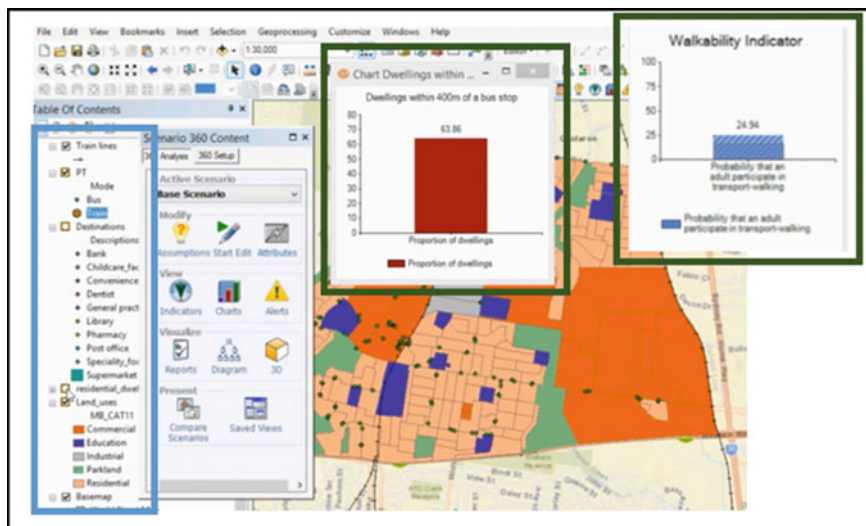 File Edit View Bookmarks Insert Selection Geoprocessing Customize Windows Help
1:30,000
Table Of Contents
Train lines
PT
Mode
Bus
Train
Destinations
Descriptions
Bank
Childcare_fac
Convenience
Dentist
General pract
Library
Pharmacy
Post office
Speciality_foo
Supermarket
residential_dwel
Land_uses
MB_CAT11
Commercial
Education
Industrial
Parkland
Residential
Basemap
Scenario 360 Content
Analysis 360 Setup
Active Scenario
Base Scenario
Modify
Assumptions Start Edit Attributes
View
Indicators Charts Alerts
Visualize
Reports Diagram 3D
Present
Compare Scenarios
Saved Views
Chart Dwellings within ...
Dwellings within 400m of a bus stop
80
70
60
50
40
30
20
10
0
63.86
Proportion of dwellings
Proportion of dwellings
Walkability Indicator
100
75
50
25
0
24.94
Probability that an
adult participate in
transport-walking
Probability that an adult
participate in transport-walking